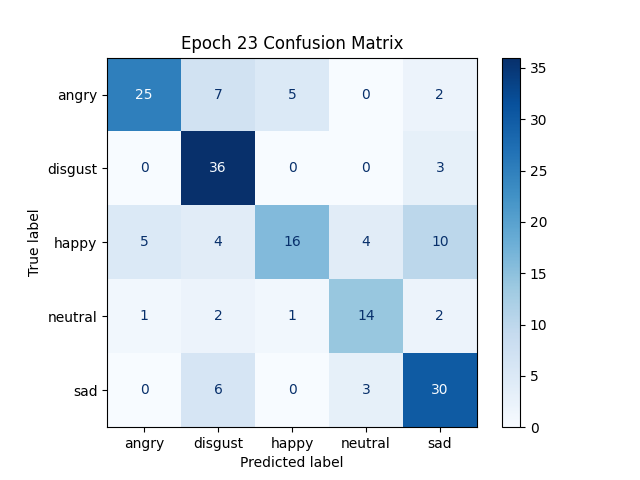 Epoch 23 Confusion Matrix
True label
angry 25 7 5 0 2
disgust 0 36 0 0 3
happy 5 4 16 4 10
neutral 1 2 1 14 2
sad 0 6 0 3 30
angry disgust happy neutral sad
Predicted label
35
30
25
20
15
10
5
0